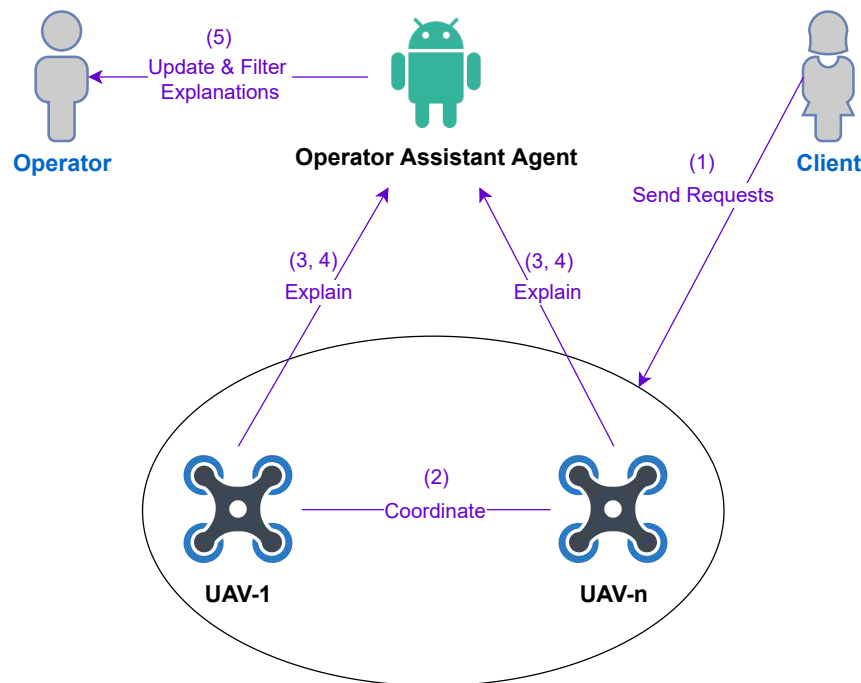 (5)
Update & Filter
Explanations
Operator
Operator Assistant Agent
(1)
Send Requests
Client
(3, 4)
Explain
(3, 4)
Explain
(2)
Coordinate
UAV-1
UAV-n